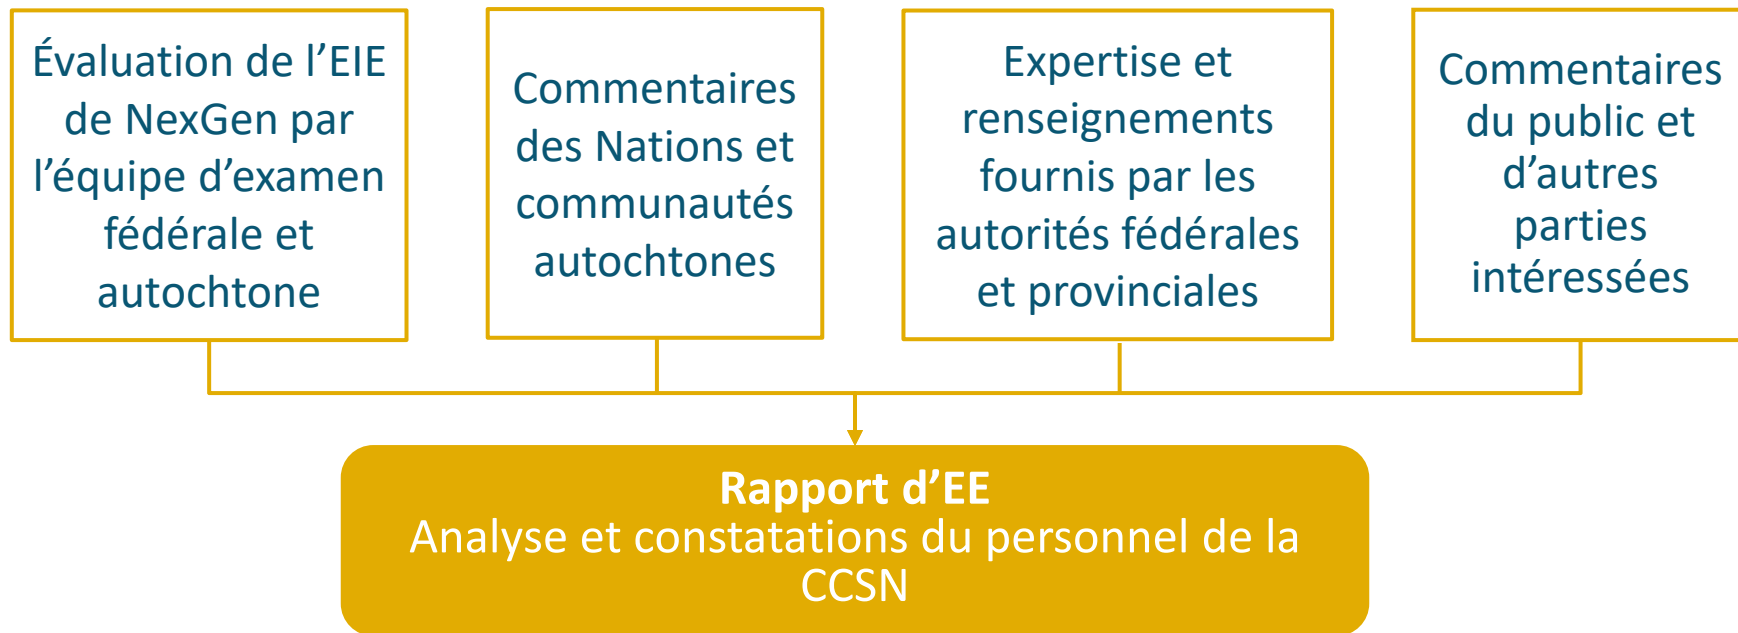 Évaluation de l’EIE
de NexGen par
l’équipe d’examen
fédérale et
autochtone
Commentaires
des Nations et
communautés
autochtones
Expertise et
renseignements
fournis par les
autorités fédérales
et provinciales
Commentaires
du public et
d’autres
parties
intéressées
Rapport d’EE
Analyse et constatations du personnel de la
CCSN